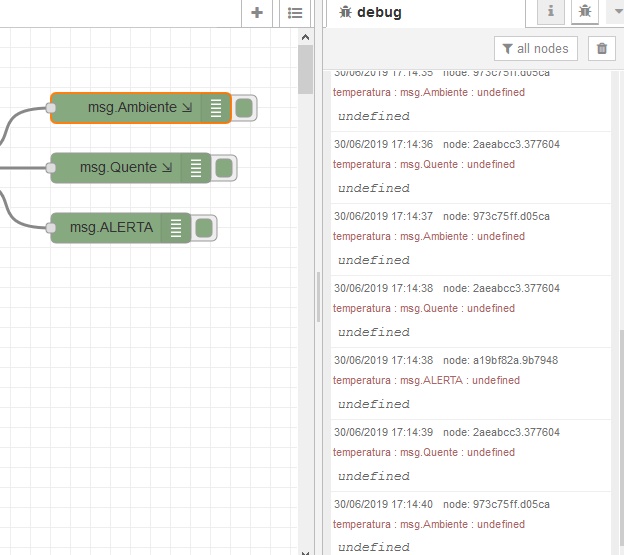 debug
i
all nodes
msg.Ambiente
msg.Quente
msg.ALERTA
30/06/2019 17:14:35 node: 973c75ff.d05ca
temperatura : msg.Ambiente : undefined
undefined
30/06/2019 17:14:36 node: 2aeabcc3.377604
temperatura : msg.Quente : undefined
undefined
30/06/2019 17:14:37 node: 973c75ff.d05ca
temperatura : msg.Ambiente : undefined
undefined
30/06/2019 17:14:38 node: 2aeabcc3.377604
temperatura : msg.Quente : undefined
undefined
30/06/2019 17:14:38 node: a19bf82a.9b7948
temperatura : msg.ALERTA : undefined
undefined
30/06/2019 17:14:39 node: 2aeabcc3.377604
temperatura : msg.Quente : undefined
undefined
30/06/2019 17:14:40 node: 973c75ff.d05ca
temperatura : msg.Ambiente : undefined
undefined